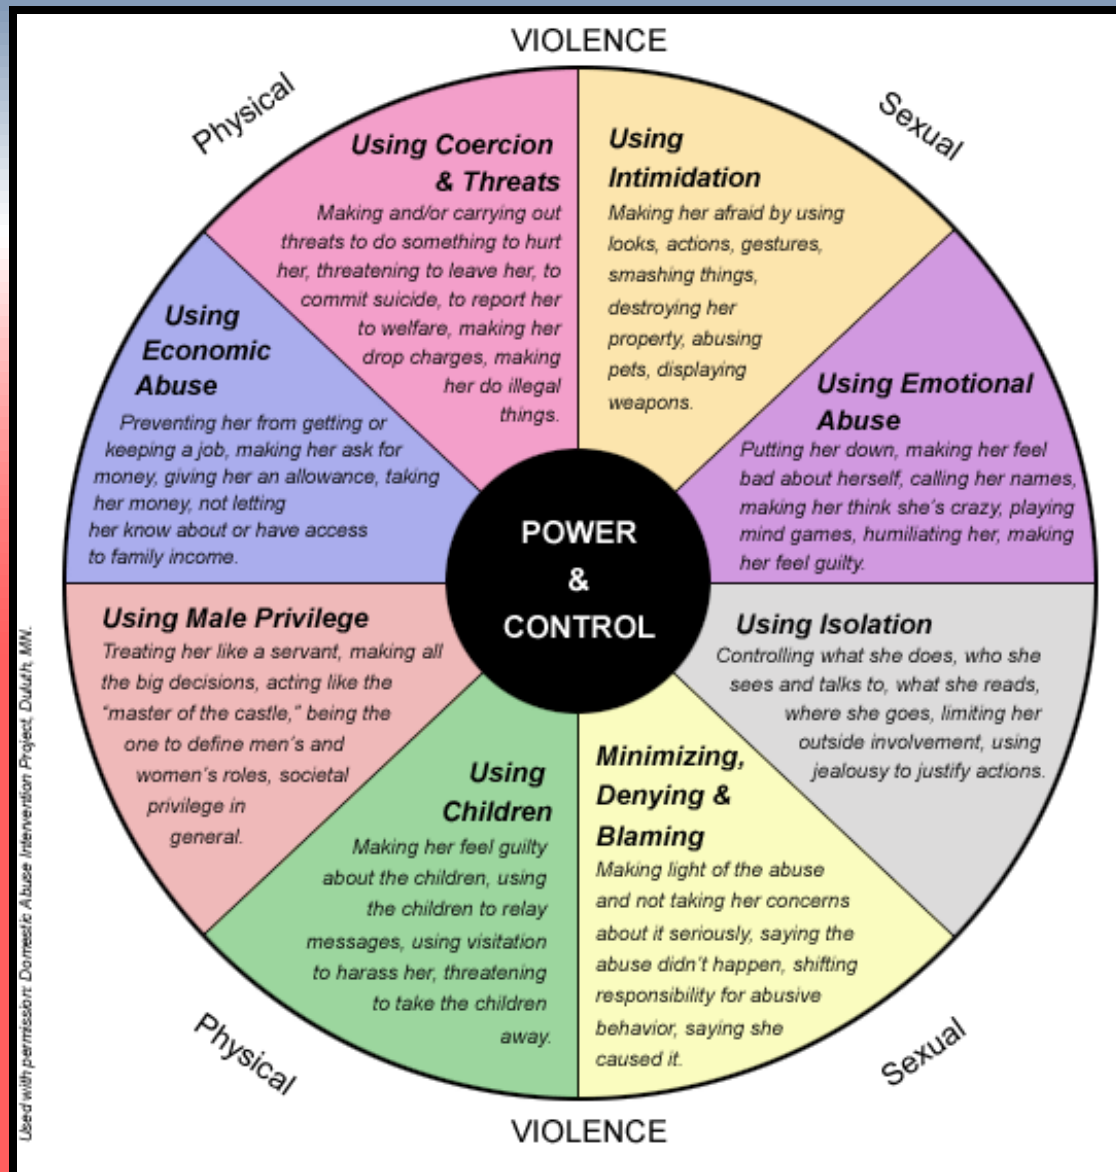 VIOLENCE
Physical
Sexual
Using Coercion
& Threats
Making and/or carrying out
threats to do something to hurt
her, threatening to leave her, to
commit suicide, to report her
to welfare, making her
drop charges, making
her do illegal
things.
Using
Intimidation
Making her afraid by using
looks, actions, gestures,
smashing things,
destroying her
property, abusing
pets, displaying
weapons.
Using
Economic
Abuse
Preventing her from getting or
keeping a job, making her ask for
money, giving her an allowance, taking
her money, not letting
her know about or have access
to family income.
Using Emotional
Abuse
Putting her down, making her feel
bad about herself, calling her names,
making her think she's crazy, playing
mind games, humiliating her, making
her feel guilty.
POWER
&
CONTROL
Using Male Privilege
Treating her like a servant, making all
the big decisions, acting like the
“master of the castle,” being the
one to define men's and
women's roles, societal
privilege in
general.
Using Isolation
Controlling what she does, who she
sees and talks to, what she reads,
where she goes, limiting her
outside involvement, using
jealousy to justify actions.
Using
Children
Making her feel guilty
about the children, using
the children to relay
messages, using visitation
to harass her, threatening
to take the children
away.
Minimizing,
Denying &
Blaming
Making light of the abuse
and not taking her concerns
about it seriously, saying the
abuse didn't happen, shifting
responsibility for abusive
behavior, saying she
caused it.
Physical
Sexual
VIOLENCE
Used with permission: Domestic Abuse Intervention Project, Duluth, MN.